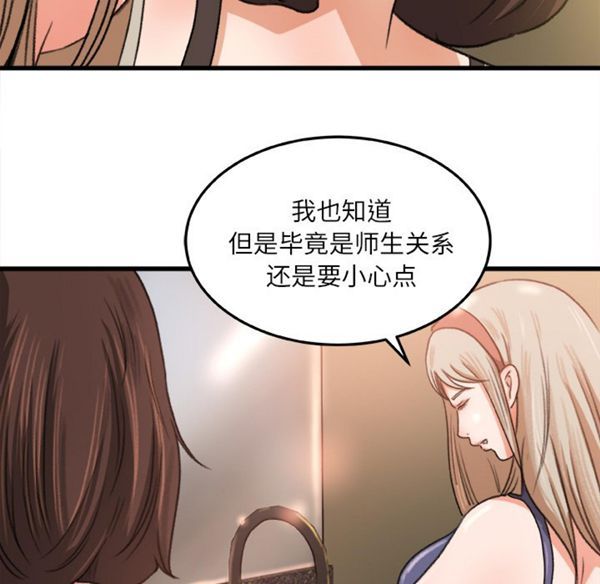 我也知道
但是毕竟是师生关系
还是要小心点